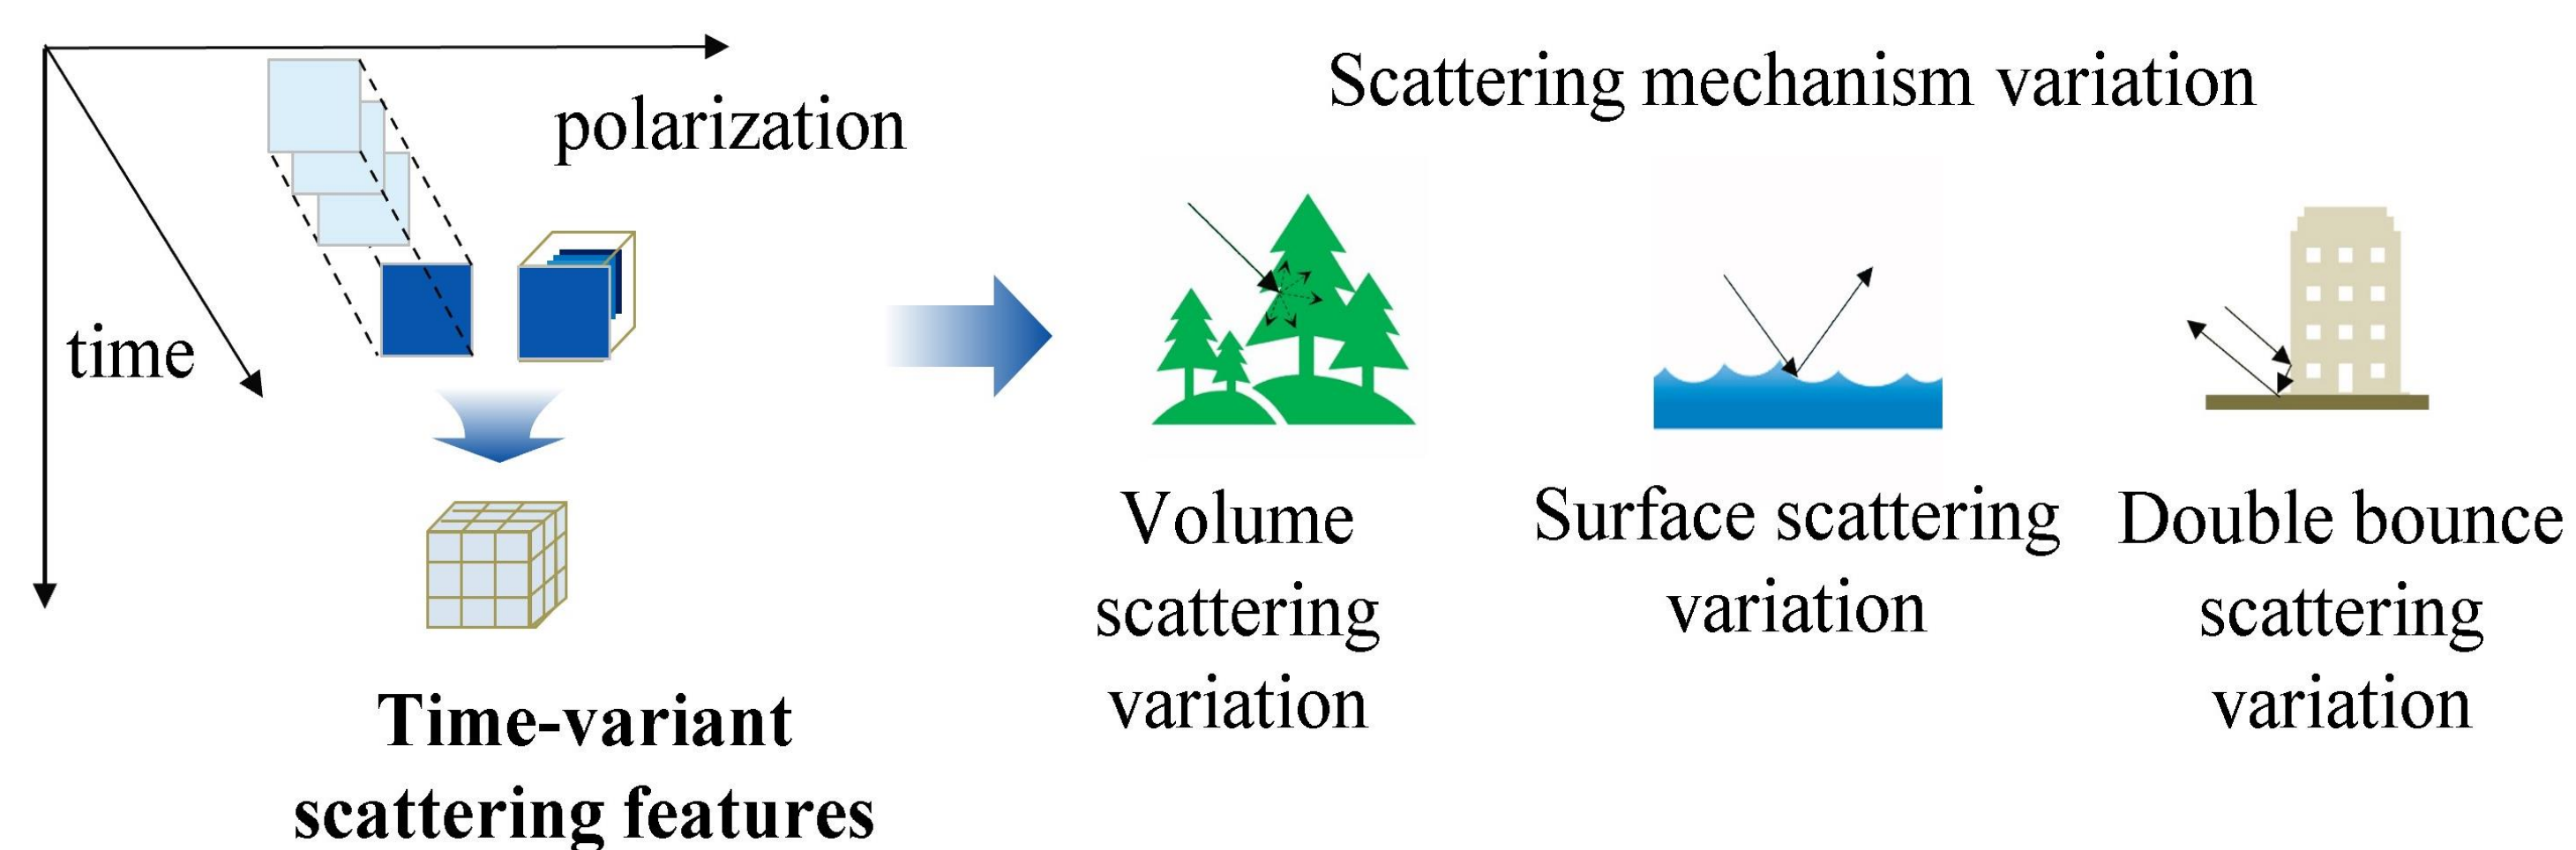 polarization
time
Time-variant
scattering features
Scattering mechanism variation
Volume
scattering
variation
Surface scattering
variation
Double bounce
scattering
variation